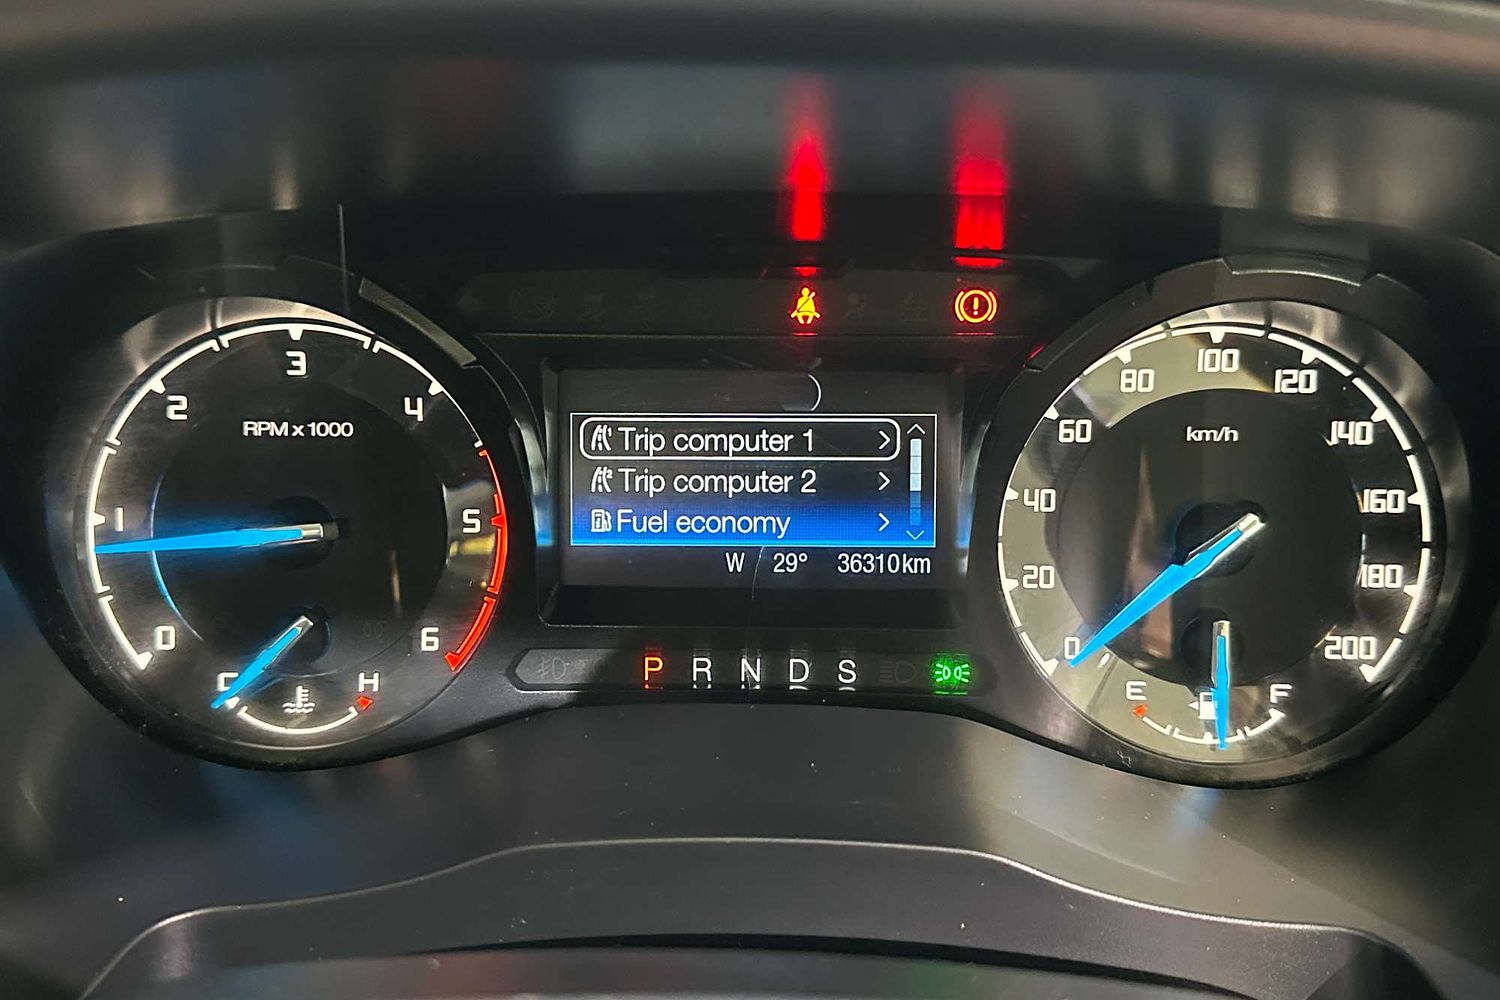 3
2
4
RPM x 1000
1
5
0
6
C
H
Trip computer 1
Trip computer 2
Fuel economy
W 29° 36310km
P R N D S
100
80
120
60
140
km/h
40
160
20
180
0
200
E
F